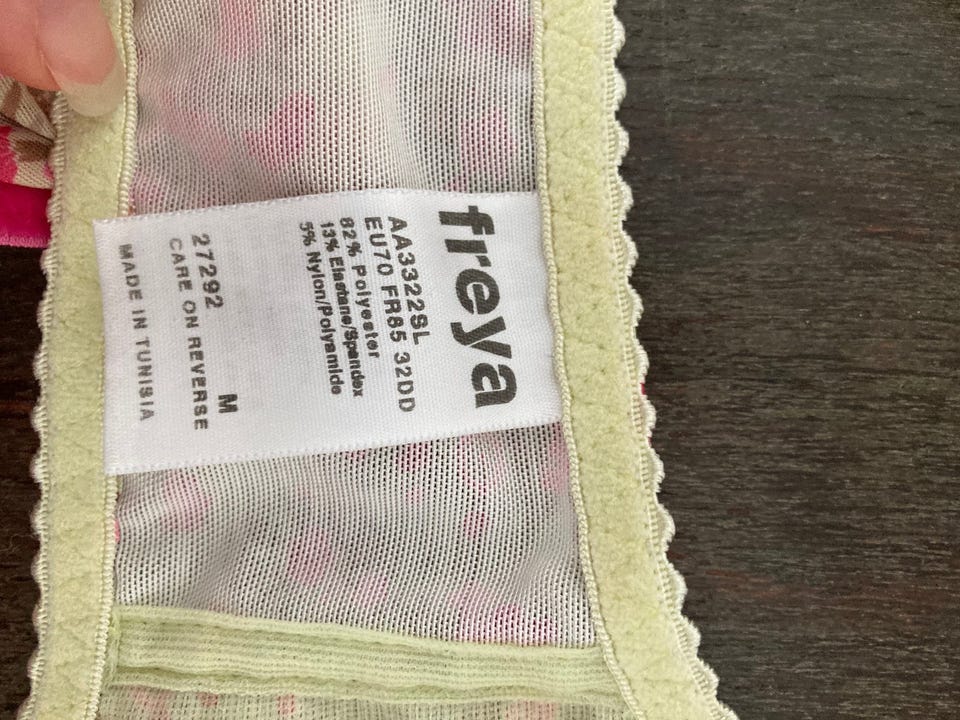 freya
AA3322SL
EU70 FR85 32DD
82% Polyester
13% Elastane/Spandex
5% Nylon/Polyamide
27292 M
CARE ON REVERSE
MADE IN TUNISIA